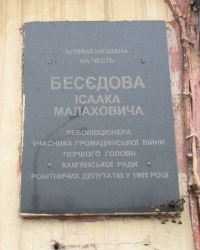 ВУЛИЦЯ НАЗВАНА
НА ЧЕСТЬ
БЕСЄДОВА
ІСААКА
МАЛАХОВИЧА
РЕВОЛЮЦІОНЕРА
УЧАСНИКА ГРОМАДЯНСЬКОЇ ВІЙНИ
ПЕРШОГО ГОЛОВИ
КАМ'ЯНСЬКОЇ РАДИ
РОБІТНИЧИХ ДЕПУТАТІВ У 1905 РОЦІ